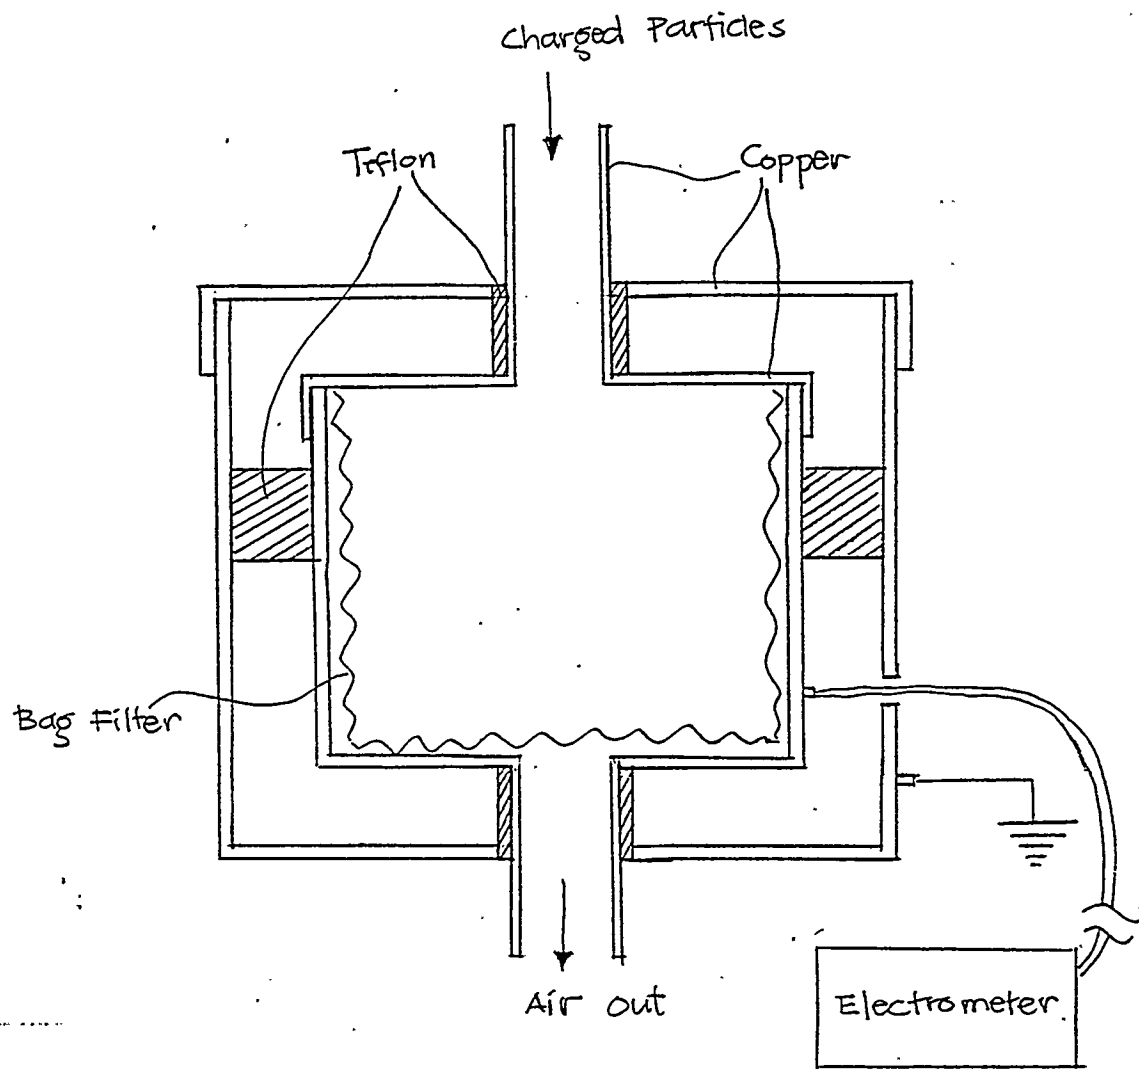 Charged Particles
Teflon
Copper
Bag Filter
Air out
Electrometer